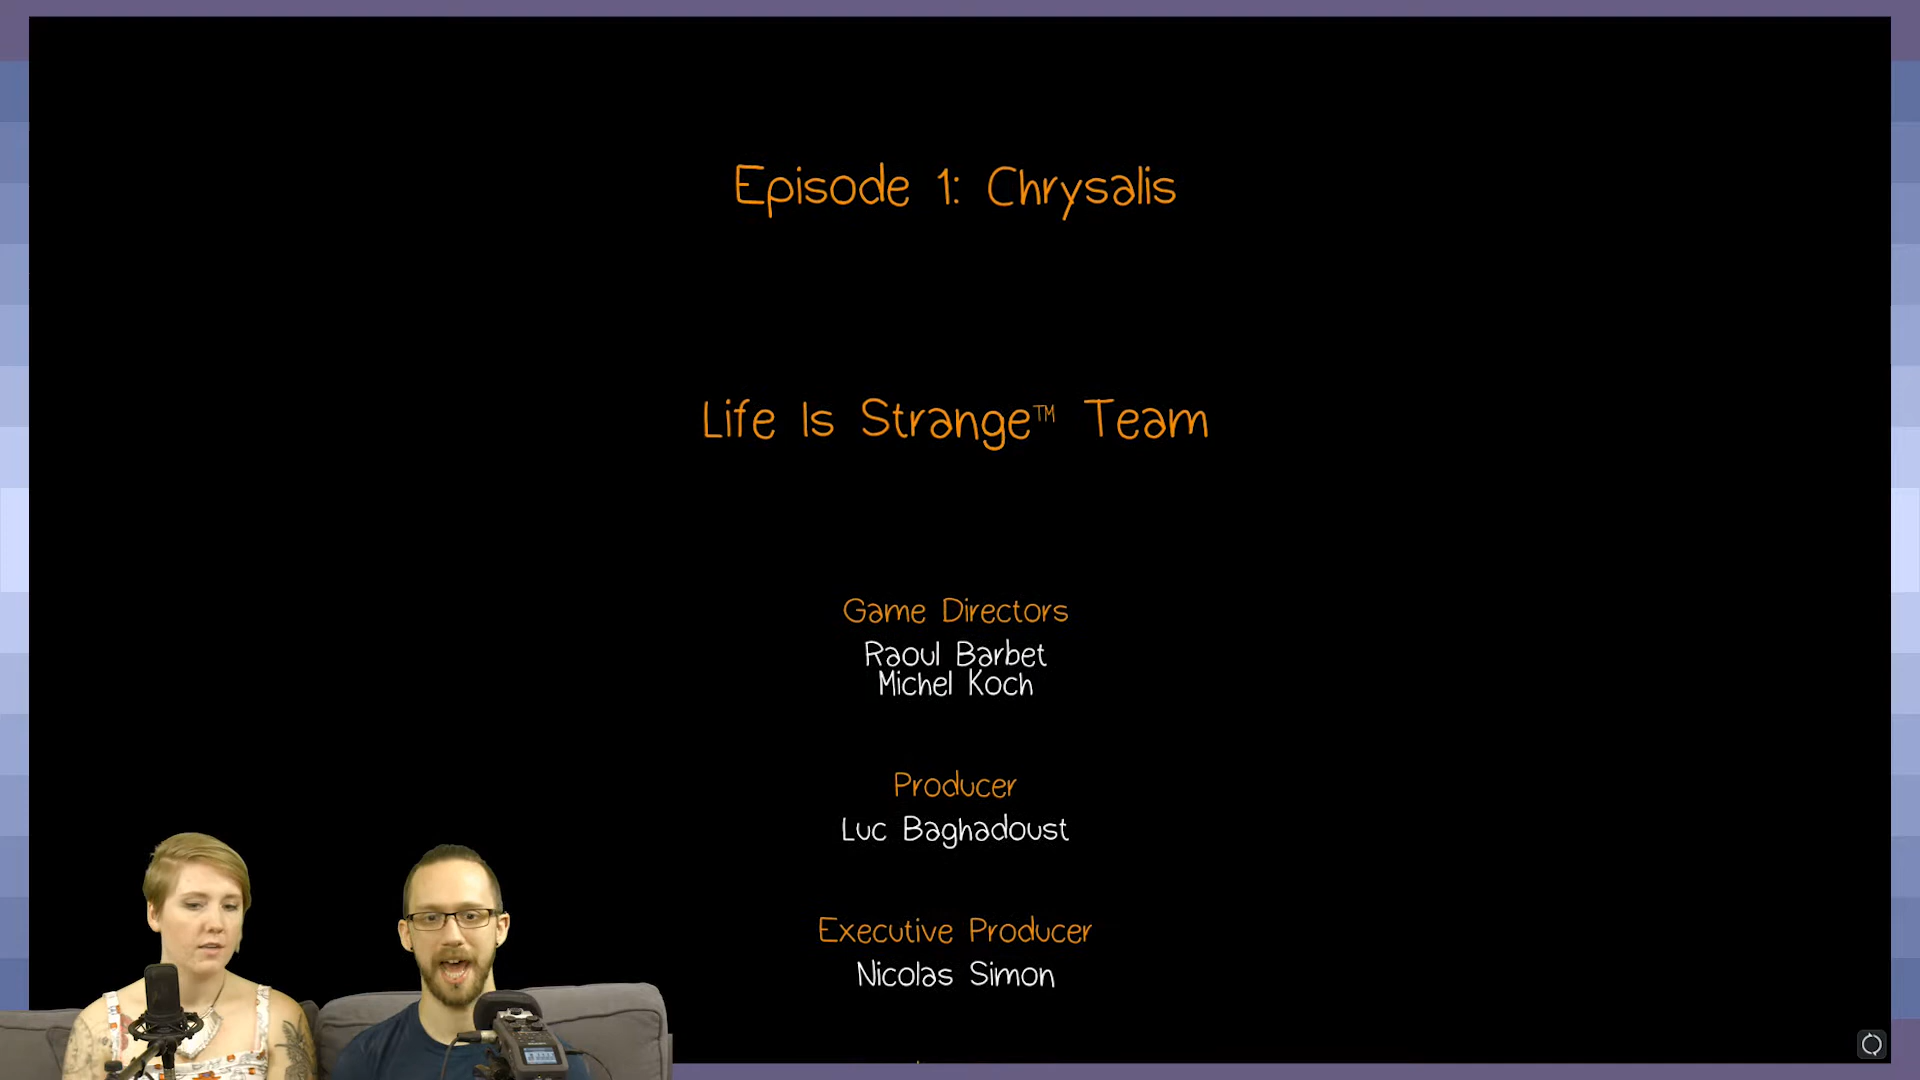 Episode 1: Chrysalis
Life Is Strange™ Team
Game Directors
Raoul Barbet
Michel Koch
Producer
Luc Baghadoust
Executive Producer
Nicolas Simon